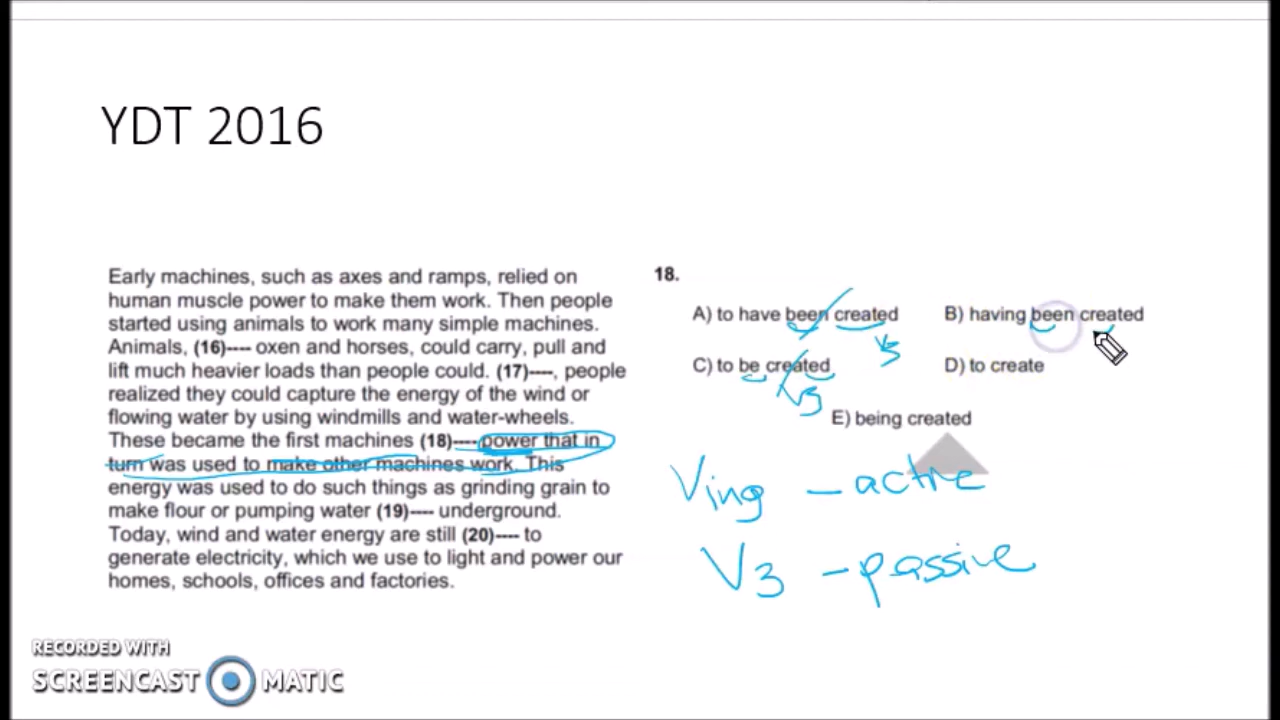 YDT 2016
Early machines, such as axes and ramps, relied on
human muscle power to make them work. Then people
started using animals to work many simple machines.
Animals, (16)---- oxen and horses, could carry, pull and
lift much heavier loads than people could. (17)----, people
realized they could capture the energy of the wind or
flowing water by using windmills and water-wheels.
These became the first machines (18)---- power that in
turn was used to make other machines work. This
energy was used to do such things as grinding grain to
make flour or pumping water (19)---- underground.
Today, wind and water energy are still (20)---- to
generate electricity, which we use to light and power our
homes, schools, offices and factories.
18.
A) to have been created B) having been created
V3
C) to be created D) to create
V3
E) being created
Ving - active
V3 - passive
RECORDED WITH
SCREENCAST MATIC